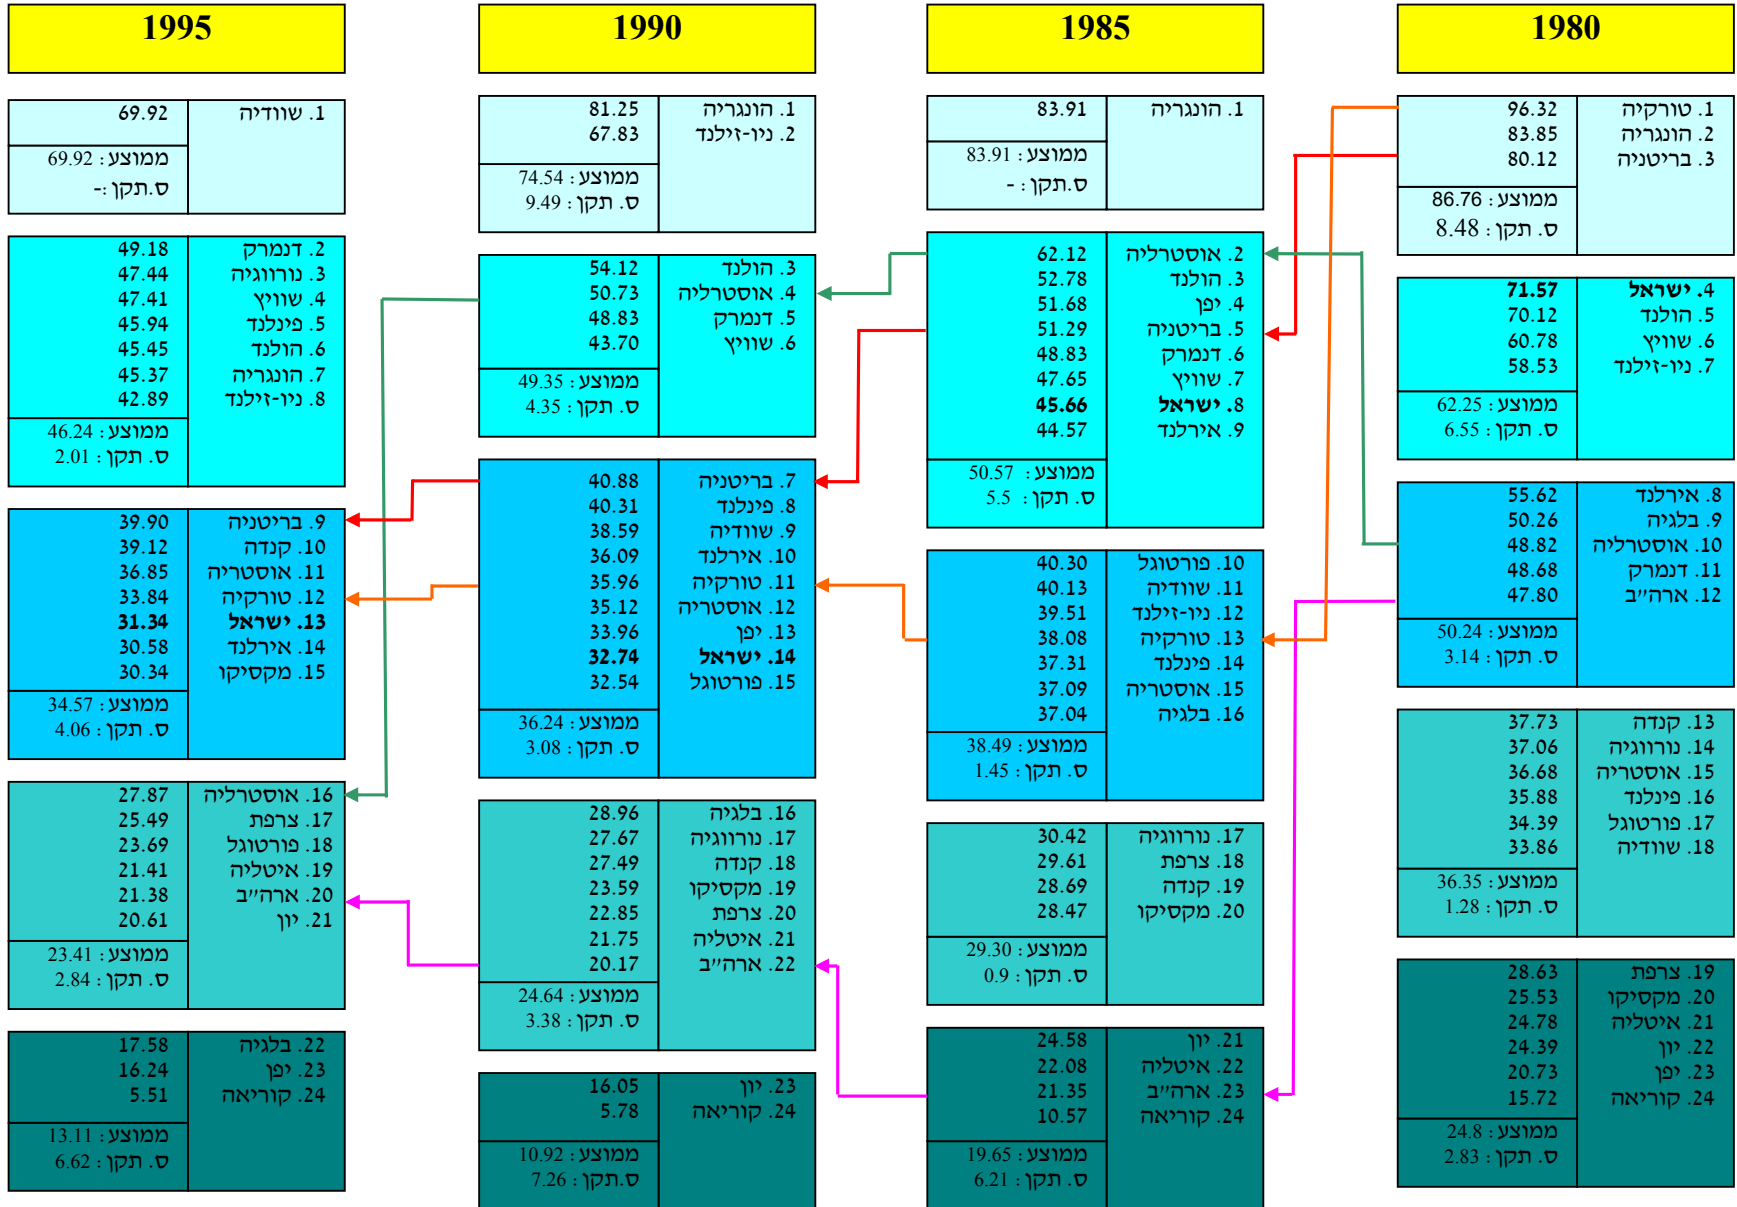 1980
1. טורקיה 96.32
2. הונגריה 83.85
3. בריטניה 80.12
ממוצע: 86.76
ס. תקן: 8.48
4. ישראל 71.57
5. הולנד 70.12
6. שוויץ 60.78
7. ניו-זילנד 58.53
ממוצע: 62.25
ס. תקן: 6.55
8. אירלנד 55.62
9. בלגיה 50.26
10. אוסטרליה 48.82
11. דנמרק 48.68
12. ארה״ב 47.80
ממוצע: 50.24
ס. תקן: 3.14
13. קנדה 37.73
14. נורווגיה 37.06
15. אוסטריה 36.68
16. פינלנד 35.88
17. פורטוגל 34.39
18. שוודיה 33.86
ממוצע: 36.35
ס. תקן: 1.28
19. צרפת 28.63
20. מקסיקו 25.53
21. איטליה 24.78
22. יון 24.39
23. יפן 20.73
24. קוריאה 15.72
ממוצע: 24.8
ס. תקן: 2.83
1985
1. הונגריה 83.91
ממוצע: 83.91
ס.תקן: -
2. אוסטרליה 62.12
3. הולנד 52.78
4. יפן 51.68
5. בריטניה 51.29
6. דנמרק 48.83
7. שוויץ 47.65
8. ישראל 45.66
9. אירלנד 44.57
ממוצע: 50.57
ס. תקן: 5.5
10. פורטוגל 40.30
11. שוודיה 40.13
12. ניו-זילנד 39.51
13. טורקיה 38.08
14. פינלנד 37.31
15. אוסטריה 37.09
16. בלגיה 37.04
ממוצע: 38.49
ס. תקן: 1.45
17. נורווגיה 30.42
18. צרפת 29.61
19. קנדה 28.69
20. מקסיקו 28.47
ממוצע: 29.30
ס. תקן: 0.9
21. יון 24.58
22. איטליה 22.08
23. ארה״ב 21.35
24. קוריאה 10.57
ממוצע: 19.65
ס. תקן: 6.21
1990
1. הונגריה 81.25
2. ניו-זילנד 67.83
ממוצע: 74.54
ס. תקן: 9.49
3. הולנד 54.12
4. אוסטרליה 50.73
5. דנמרק 48.83
6. שוויץ 43.70
ממוצע: 49.35
ס. תקן: 4.35
7. בריטניה 40.88
8. פינלנד 40.31
9. שוודיה 38.59
10. אירלנד 36.09
11. טורקיה 35.96
12. אוסטריה 35.12
13. יפן 33.96
14. ישראל 32.74
15. פורטוגל 32.54
ממוצע: 36.24
ס. תקן: 3.08
16. בלגיה 28.96
17. נורווגיה 27.67
18. קנדה 27.49
19. מקסיקו 23.59
20. צרפת 22.85
21. איטליה 21.75
22. ארה״ב 20.17
ממוצע: 24.64
ס. תקן: 3.38
23. יון 16.05
24. קוריאה 5.78
ממוצע: 10.92
ס.תקן: 7.26
1995
1. שוודיה 69.92
ממוצע: 69.92
ס.תקן:-
2. דנמרק 49.18
3. נורווגיה 47.44
4. שוויץ 47.41
5. פינלנד 45.94
6. הולנד 45.45
7. הונגריה 45.37
8. ניו-זילנד 42.89
ממוצע: 46.24
ס. תקן: 2.01
9. בריטניה 39.90
10. קנדה 39.12
11. אוסטריה 36.85
12. טורקיה 33.84
13. ישראל 31.34
14. אירלנד 30.58
15. מקסיקו 30.34
ממוצע: 34.57
ס. תקן: 4.06
16. אוסטרליה 27.87
17. צרפת 25.49
18. פורטוגל 23.69
19. איטליה 21.41
20. ארה״ב 21.38
21. יון 20.61
ממוצע: 23.41
ס. תקן: 2.84
22. בלגיה 17.58
23. יפן 16.24
24. קוריאה 5.51
ממוצע: 13.11
ס. תקן: 6.62